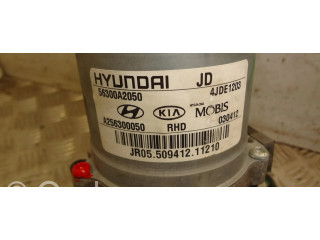 HYUNDAI JD
56300A2050 4JDE1203
KIA MOBIS
A256300050 RHD 030412
JR05.509412.11210